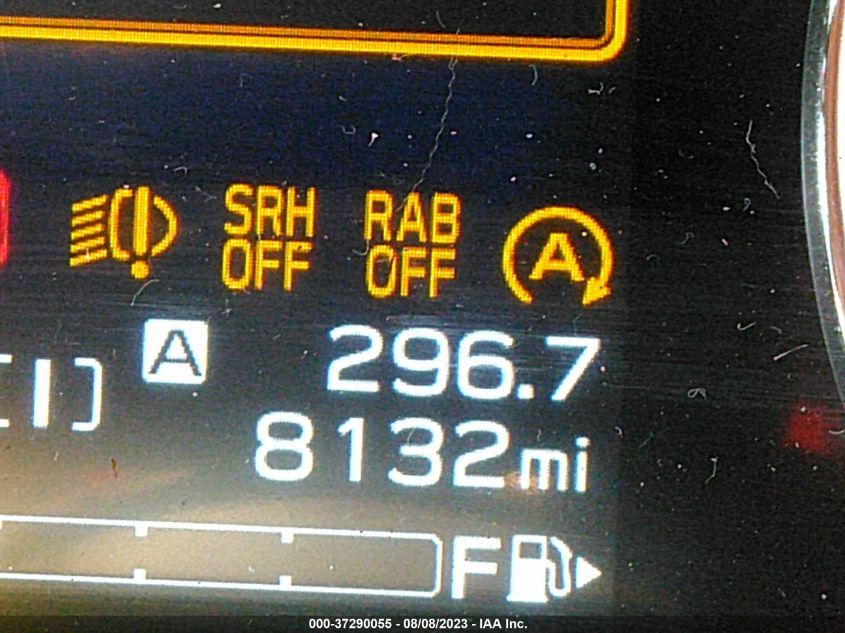 SRH RAB
OFF OFF A
A 296.7
8132mi
F
000-37290055 - 08/08/2023 - IAA Inc.